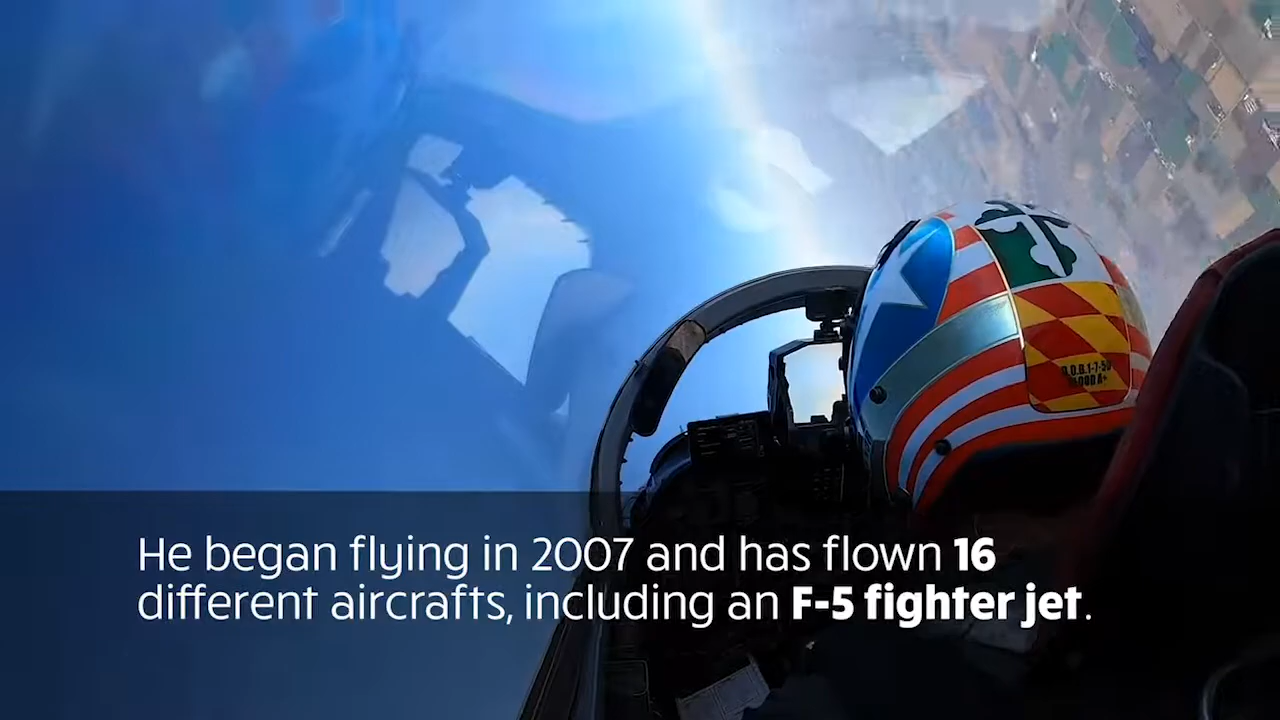 He began flying in 2007 and has flown 16
different aircrafts, including an F-5 fighter jet.